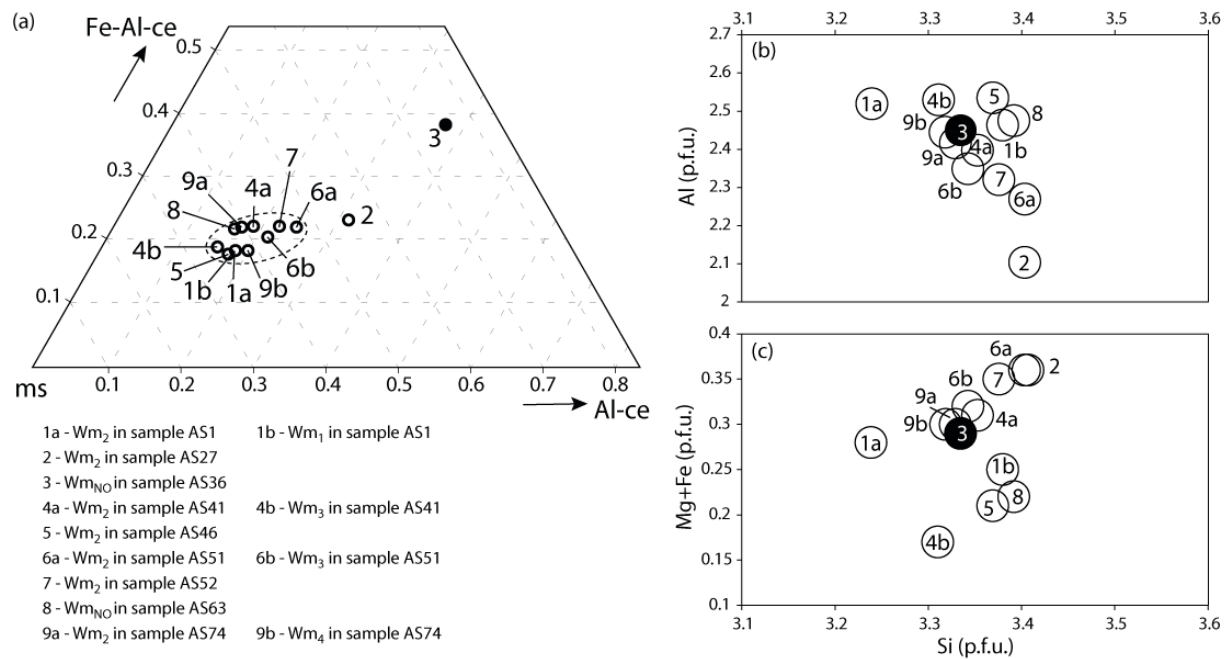 (a)
Fe-Al-ce
0.5
0.4
0.3
0.2
0.1
3
7
9a
4a
6a
8
2
4b
5
6b
1b
1a
9b
ms
0.1
0.2
0.3
0.4
0.5
0.6
0.7
0.8
Al-ce
1a - Wm2 in sample AS1 1b - Wm1 in sample AS1
2 - Wm2 in sample AS27
3 - WmNO in sample AS36
4a - Wm2 in sample AS41 4b - Wm3 in sample AS41
5 - Wm2 in sample AS46
6a - Wm2 in sample AS51 6b - Wm3 in sample AS51
7 - Wm2 in sample AS52
8 - WmNO in sample AS63
9a - Wm2 in sample AS74 9b - Wm4 in sample AS74
3.1 3.2 3.3 3.4 3.5 3.6
(b)
2.7
2.6
2.5
2.4
2.3
2.2
2.1
2
Al (p.f.u.)
1a
4b
5
8
9b
3
1b
9a
4a
6b
7
6a
2
(c)
0.4
0.35
0.3
0.25
0.2
0.15
0.1
Mg+Fe (p.f.u.)
6a
2
7
6b
9a
4a
9b
3
1a
1b
8
5
4b
3.1 3.2 3.3 3.4 3.5 3.6
Si (p.f.u.)